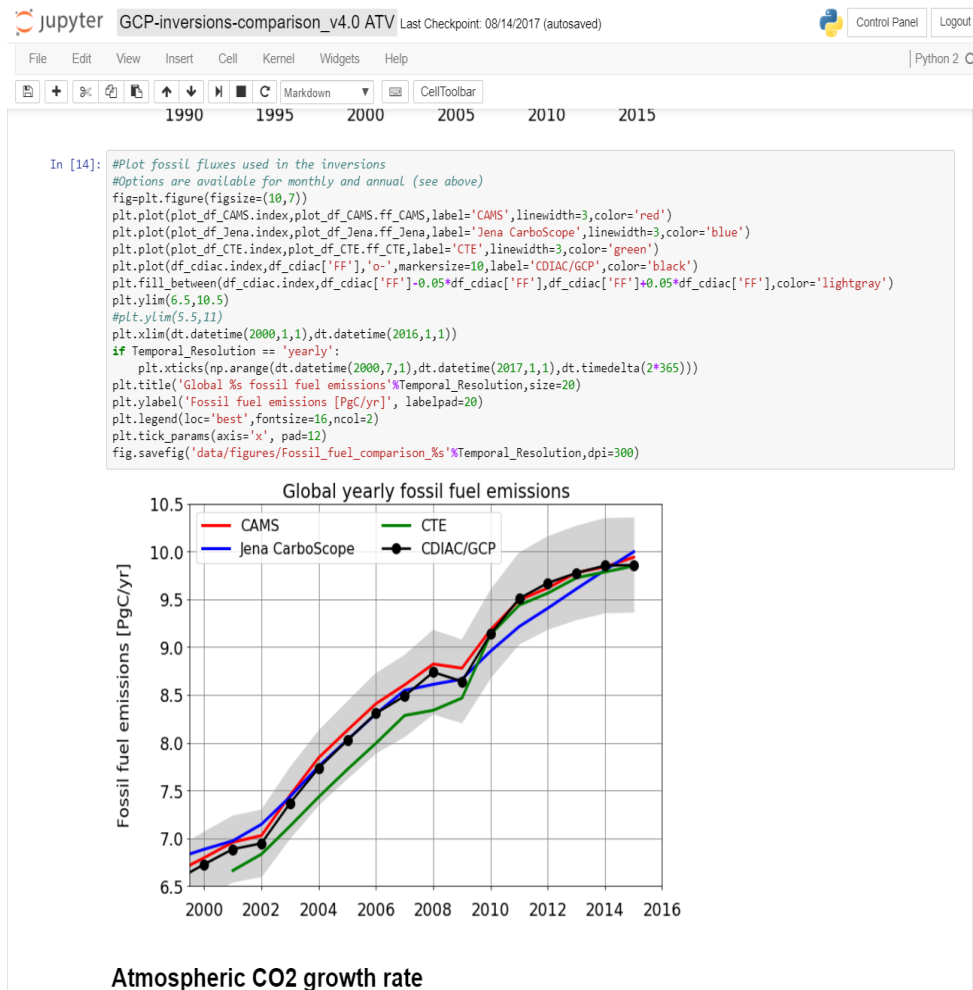 jupyter GCP-inversions-comparison_v4.0 ATV Last Checkpoint: 08/14/2017 (autosaved) Control Panel Logout
File Edit View Insert Cell Kernel Widgets Help Python 2
Markdown CellToolbar
1990 1995 2000 2005 2010 2015
In [14]: #Plot fossil fluxes used in the inversions
#Options are available for monthly and annual (see above)
fig=plt.figure(figsize=(10,7))
plt.plot(plot_df_CAMS.index,plot_df_CAMS.ff_CAMS,label='CAMS',linewidth=3,color='red')
plt.plot(plot_df_Jena.index,plot_df_Jena.ff_Jena,label='Jena CarboScope',linewidth=3,color='blue')
plt.plot(plot_df_CTE.index,plot_df_CTE.ff_CTE,label='CTE',linewidth=3,color='green')
plt.plot(df_cdiac.index,df_cdiac['FF'],'o-',markersize=10,label='CDIAC/GCP',color='black')
plt.fill_between(df_cdiac.index,df_cdiac['FF']-0.05*df_cdiac['FF'],df_cdiac['FF']+0.05*df_cdiac['FF'],color='lightgray')
plt.ylim(6.5,10.5)
#plt.ylim(5.5,11)
plt.xlim(dt.datetime(2000,1,1),dt.datetime(2016,1,1))
if Temporal_Resolution == 'yearly':
    plt.xticks(np.arange(dt.datetime(2000,7,1),dt.datetime(2017,1,1),dt.timedelta(2*365)))
plt.title('Global %s fossil fuel emissions'%Temporal_Resolution,size=20)
plt.ylabel('Fossil fuel emissions [PgC/yr]', labelpad=20)
plt.legend(loc='best',fontsize=16,ncol=2)
plt.tick_params(axis='x', pad=12)
fig.savefig('data/figures/Fossil_fuel_comparison_%s'%Temporal_Resolution,dpi=300)
Global yearly fossil fuel emissions
Fossil fuel emissions [PgC/yr]
10.5
10.0
9.5
9.0
8.5
8.0
7.5
7.0
6.5
CAMS CTE
Jena CarboScope CDIAC/GCP
2000 2002 2004 2006 2008 2010 2012 2014 2016
Atmospheric CO2 growth rate